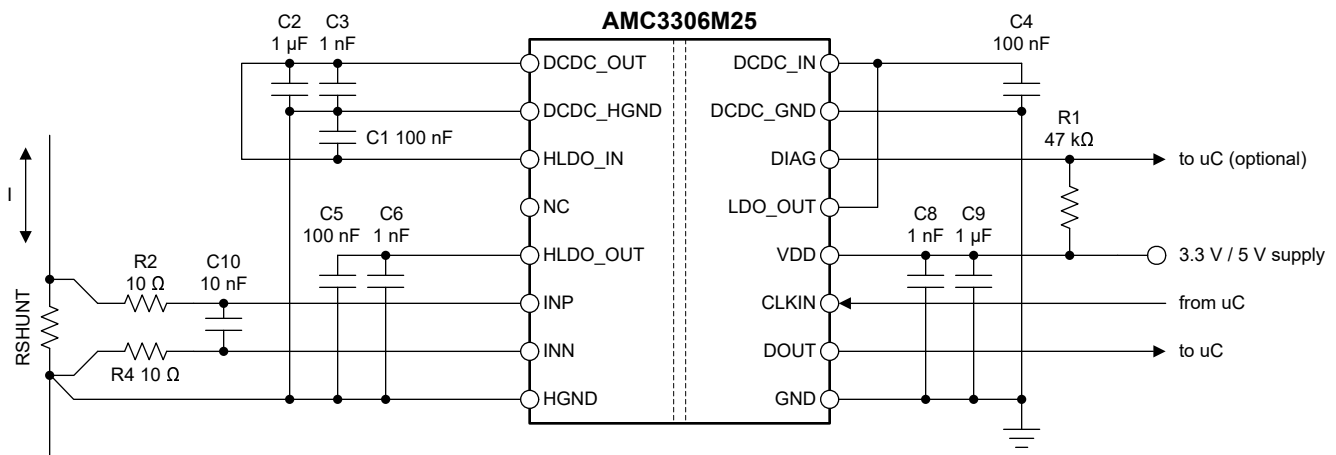 AMC3306M25
C2
1 µF
C3
1 nF
C4
100 nF
DCDC_OUT
DCDC_IN
DCDC_HGND
DCDC_GND
R1
47 kΩ
C1 100 nF
HLDO_IN
DIAG
to uC (optional)
I
NC
LDO_OUT
C5
100 nF
C6
1 nF
C8
1 nF
C9
1 µF
HLDO_OUT
VDD
3.3 V / 5 V supply
R2
10 Ω
C10
10 nF
INP
CLKIN
from uC
RSHUNT
R4 10 Ω
INN
DOUT
to uC
HGND
GND